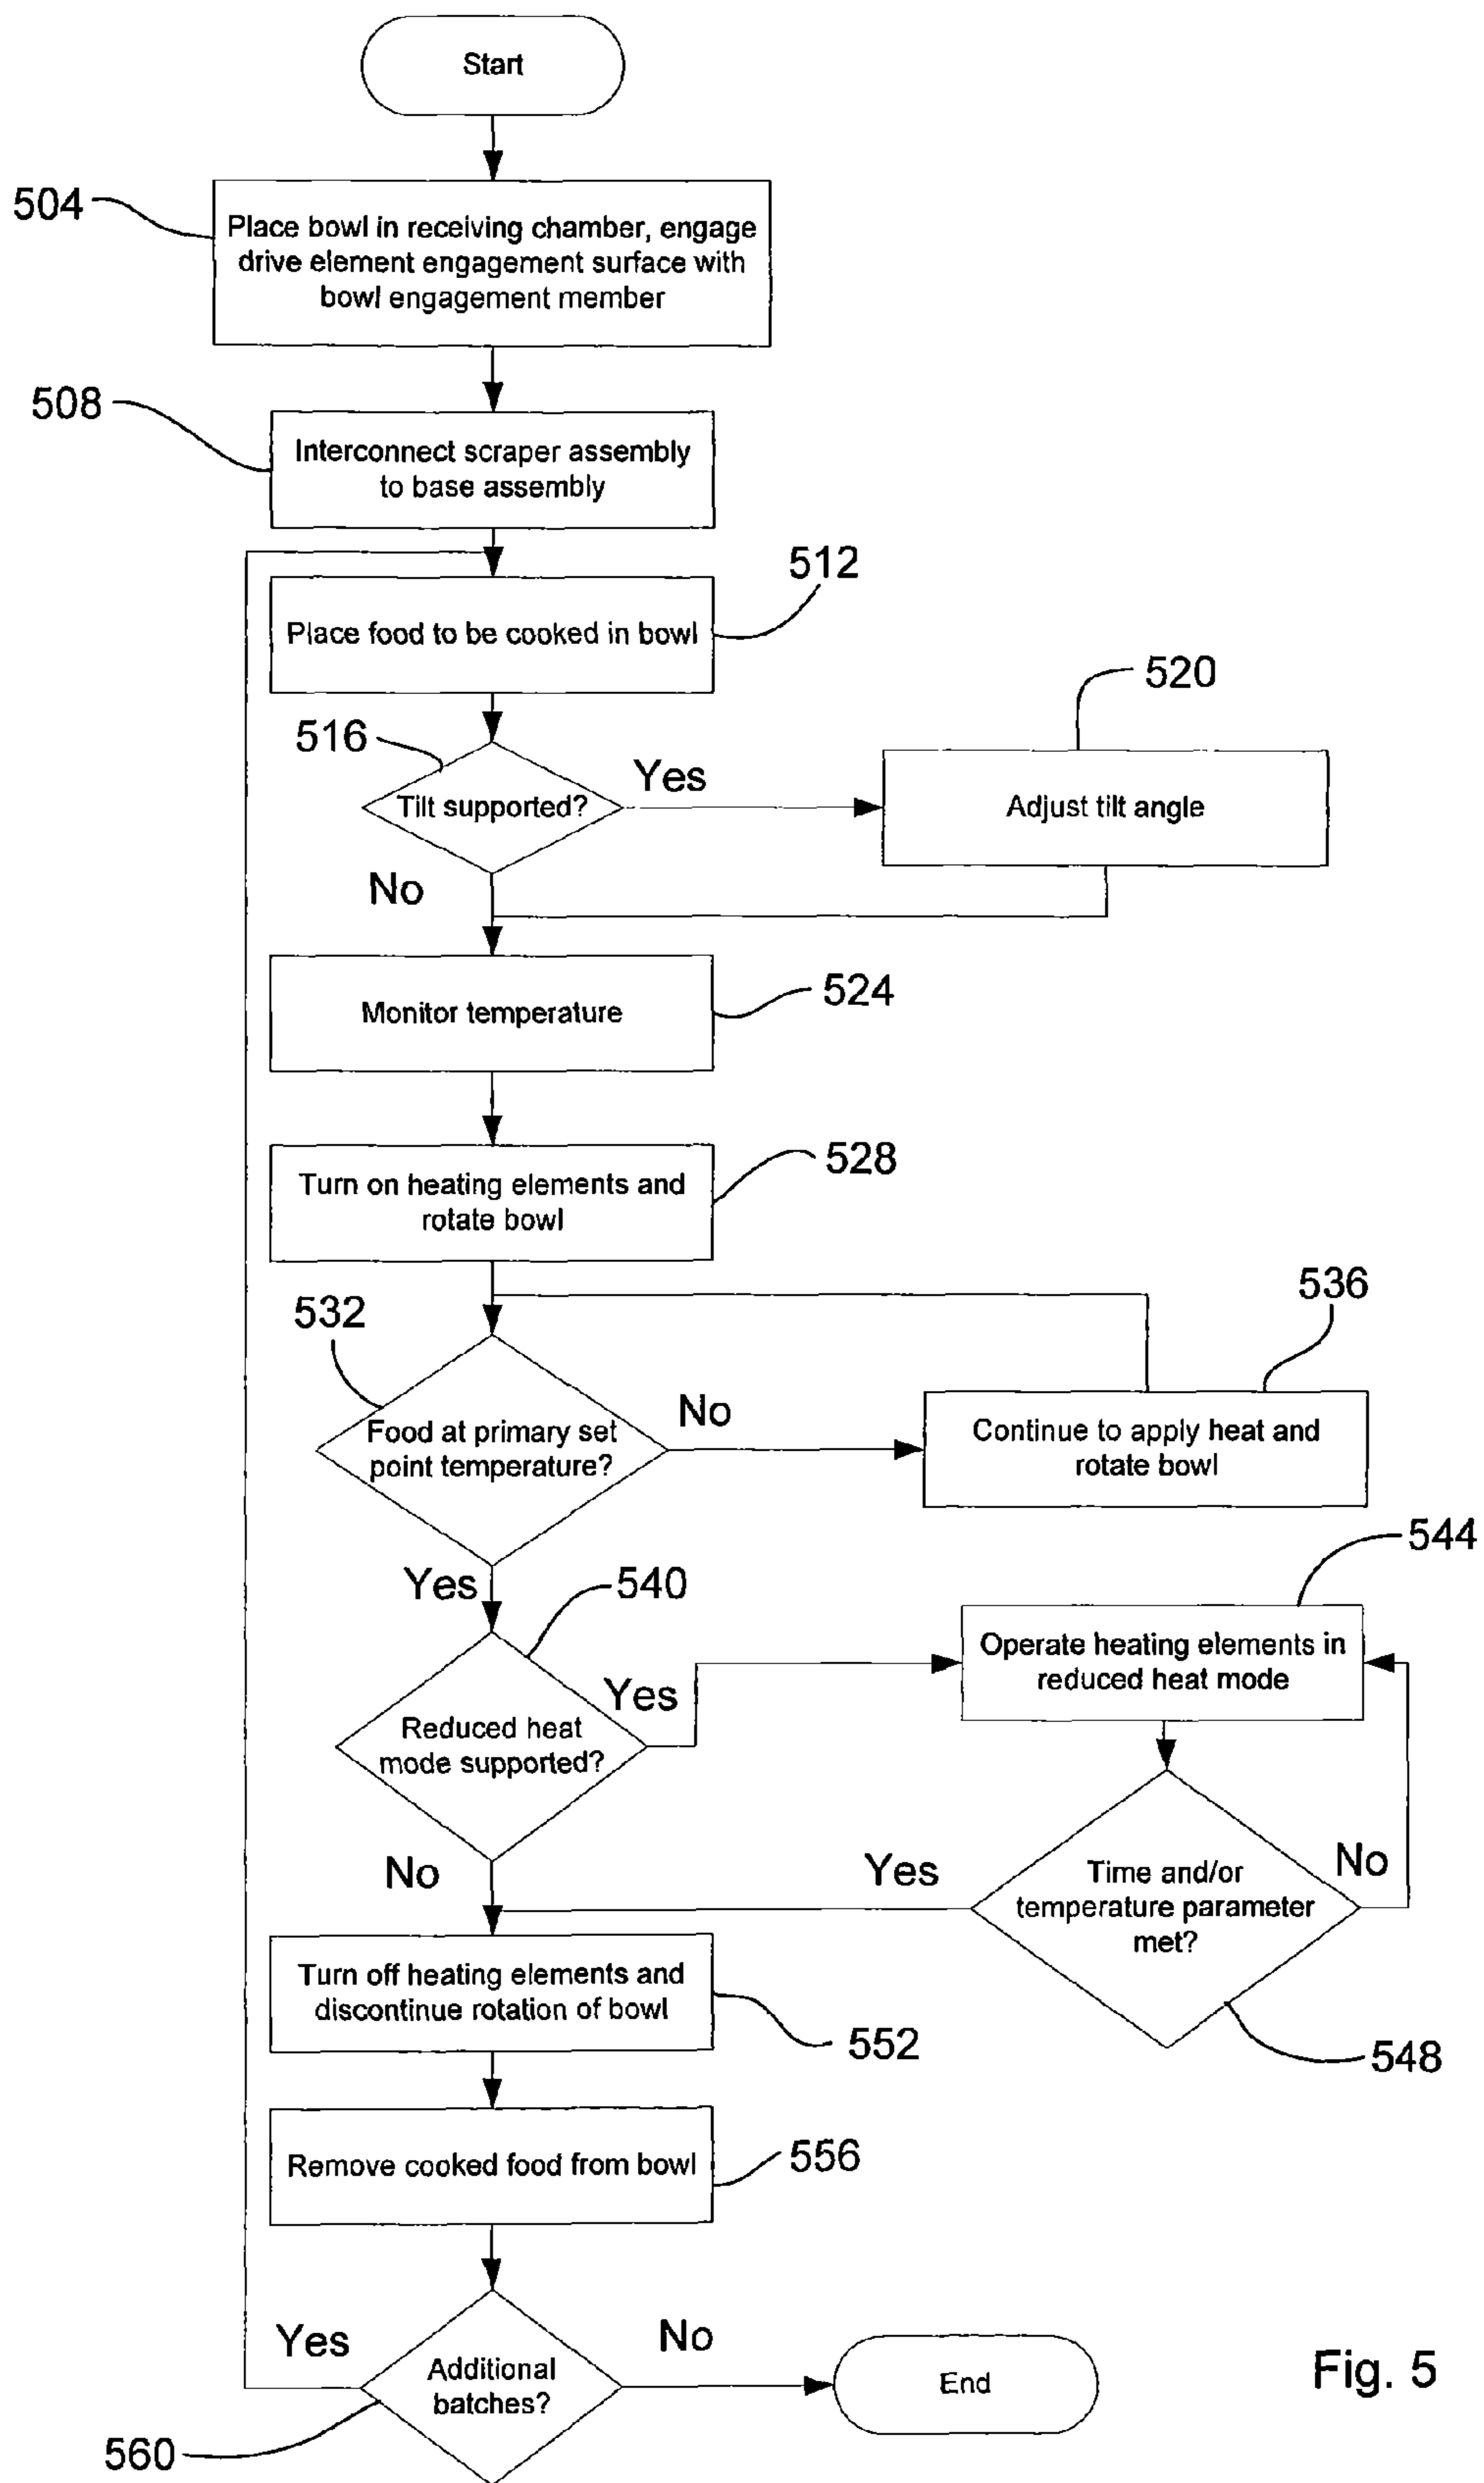 Start
504
Place bowl in receiving chamber, engage
drive element engagement surface with
bowl engagement member
508
Interconnect scraper assembly
to base assembly
512
Place food to be cooked in bowl
516
Tilt supported?
Yes
520
Adjust tilt angle
No
Monitor temperature
524
Turn on heating elements and
rotate bowl
528
532
Food at primary set
point temperature?
No
536
Continue to apply heat and
rotate bowl
Yes
540
Reduced heat
mode supported?
Yes
544
Operate heating elements in
reduced heat mode
No
Yes
Time and/or
temperature parameter
met?
No
548
Turn off heating elements and
discontinue rotation of bowl
552
Remove cooked food from bowl
556
Yes
Additional
batches?
No
560
End
Fig. 5